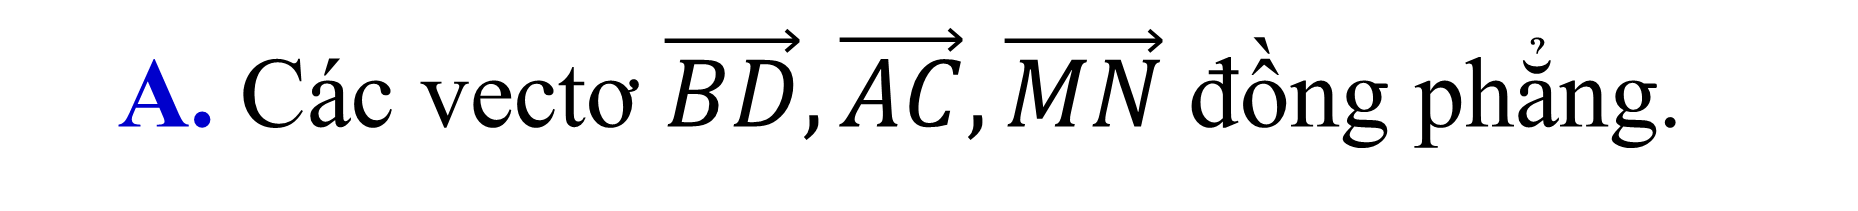 A. Các vectơ $\overrightarrow{BD}, \overrightarrow{AC}, \overrightarrow{MN}$ đồng phẳng.